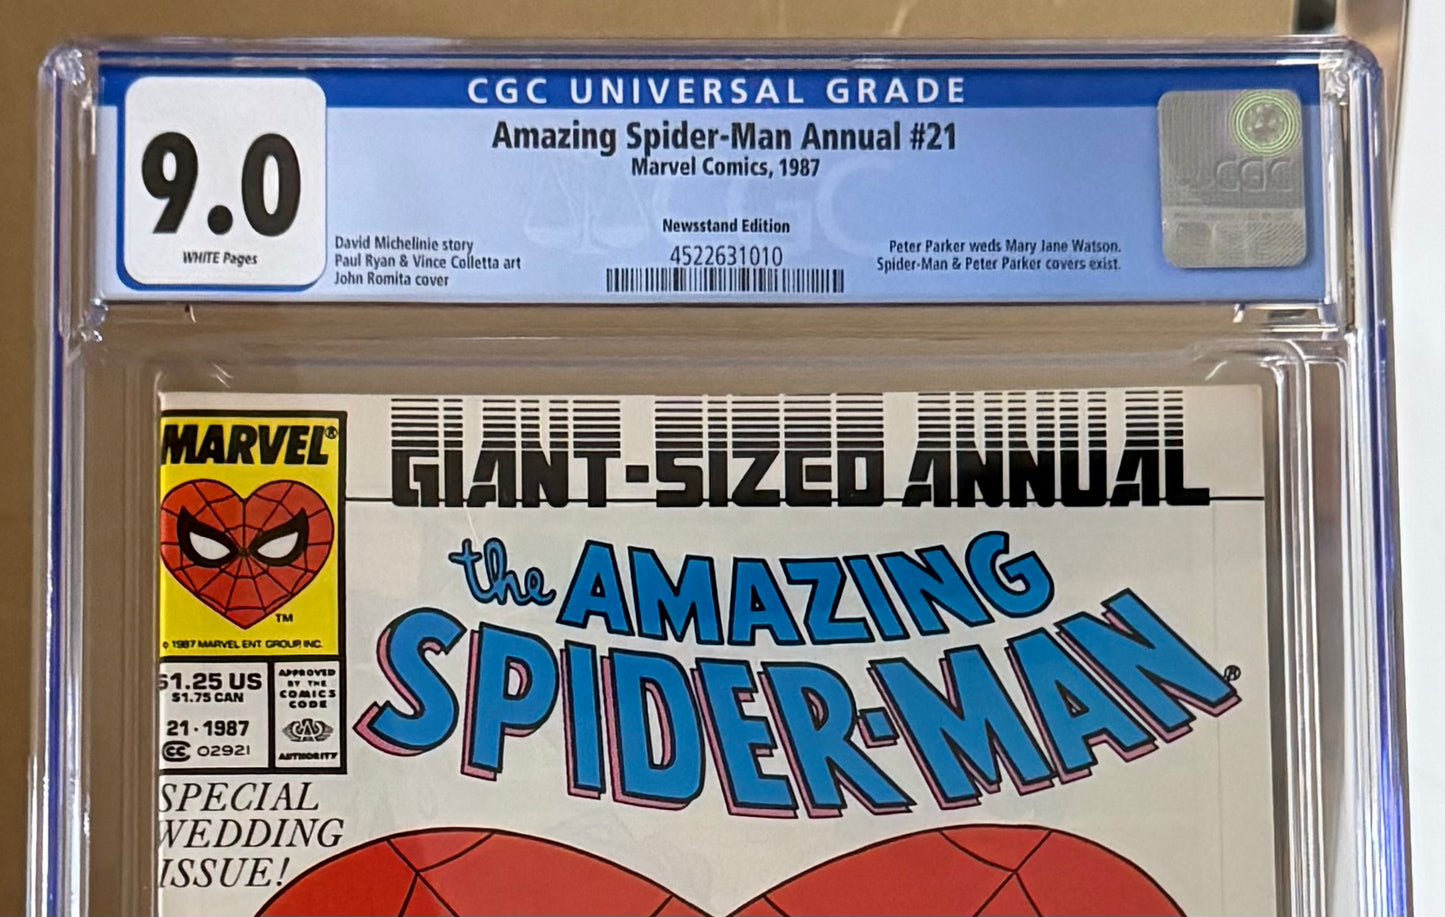 CGC UNIVERSAL GRADE
9.0
WHITE Pages
Amazing Spider-Man Annual #21
Marvel Comics, 1987
Newsstand Edition
4522631010
David Michelinie story
Paul Ryan & Vince Colletta art
John Romita cover
Peter Parker weds Mary Jane Watson.
Spider-Man & Peter Parker covers exist.
CGC
CGC
MARVEL®
TM
© 1987 MARVEL ENT. GROUP, INC.
$1.25 US
$1.75 CAN
21 · 1987
CC 02921
APPROVED
BY THE
COMICS
CODE
CA
AUTHORITY
GIANT-SIZED ANNUAL
the AMAZING
SPIDER-MAN®
SPECIAL
WEDDING
ISSUE!